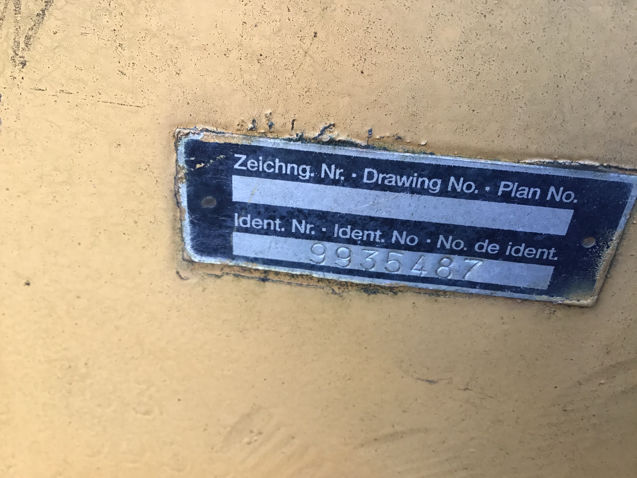 Zeichng. Nr. · Drawing No. · Plan No.
Ident. Nr. · Ident. No · No. de ident.
9935487